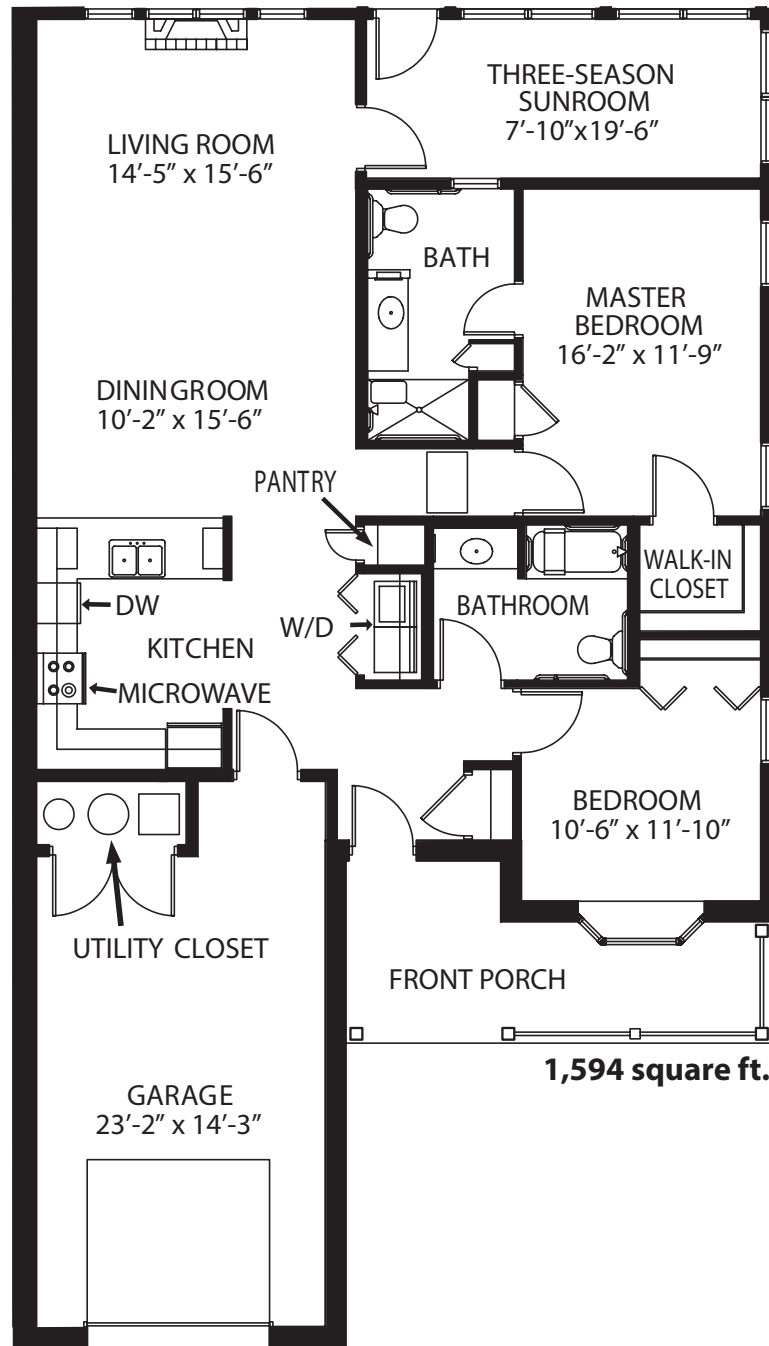 THREE-SEASON
SUNROOM
7’-10”x19’-6”
LIVING ROOM
14’-5” x 15’-6”
BATH
MASTER
BEDROOM
16’-2” x 11’-9”
DINING ROOM
10’-2” x 15’-6”
PANTRY
WALK-IN
CLOSET
DW
BATHROOM
W/D
KITCHEN
MICROWAVE
BEDROOM
10’-6” x 11’-10”
UTILITY CLOSET
FRONT PORCH
1,594 square ft.
GARAGE
23’-2” x 14’-3”